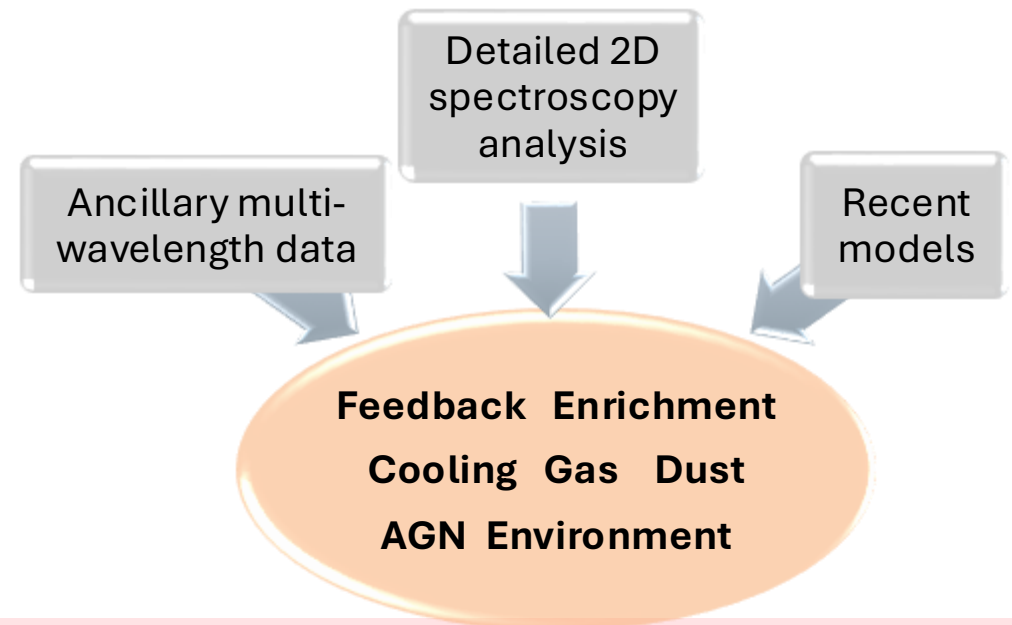 Detailed 2D
spectroscopy
analysis
Ancillary multi-
wavelength data
Recent
models
Feedback Enrichment
Cooling Gas Dust
AGN Environment